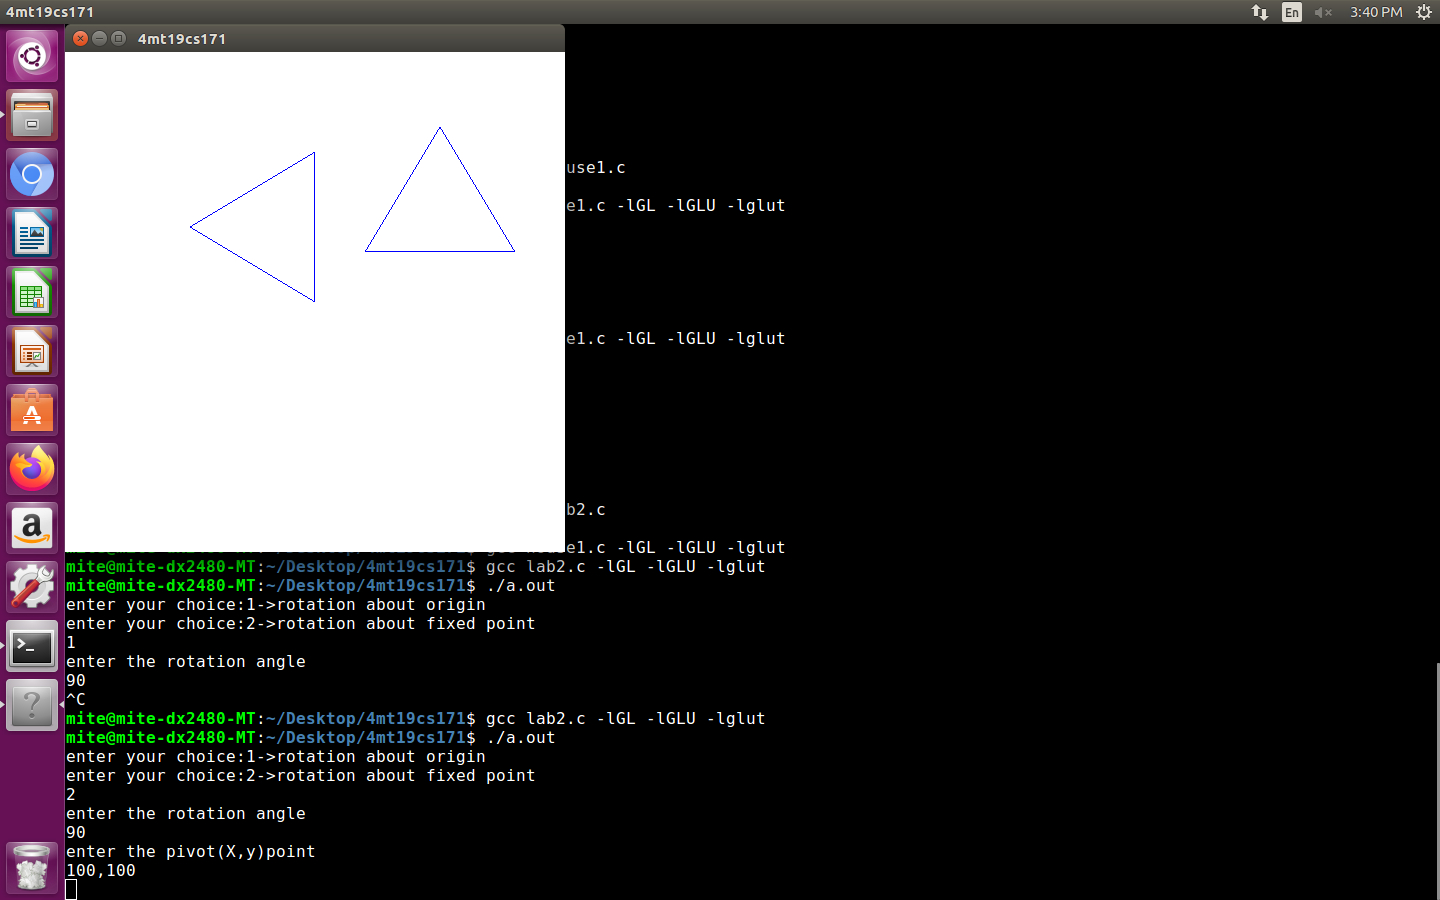 4mt19cs171
En
3:40 PM
4mt19cs171
use1.c
e1.c -lGL -lGLU -lglut
e1.c -lGL -lGLU -lglut
b2.c
e1.c -lGL -lGLU -lglut
mite@mite-dx2480-MT:~/Desktop/4mt19cs171$ gcc lab2.c -lGL -lGLU -lglut
mite@mite-dx2480-MT:~/Desktop/4mt19cs171$ ./a.out
enter your choice:1->rotation about origin
enter your choice:2->rotation about fixed point
1
enter the rotation angle
90
^C
mite@mite-dx2480-MT:~/Desktop/4mt19cs171$ gcc lab2.c -lGL -lGLU -lglut
mite@mite-dx2480-MT:~/Desktop/4mt19cs171$ ./a.out
enter your choice:1->rotation about origin
enter your choice:2->rotation about fixed point
2
enter the rotation angle
90
enter the pivot(X,y)point
100,100